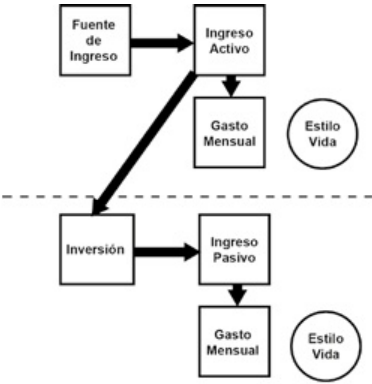 Fuente
de
Ingreso
Ingreso
Activo
Gasto
Mensual
Estilo
Vida
Inversión
Ingreso
Pasivo
Gasto
Mensual
Estilo
Vida